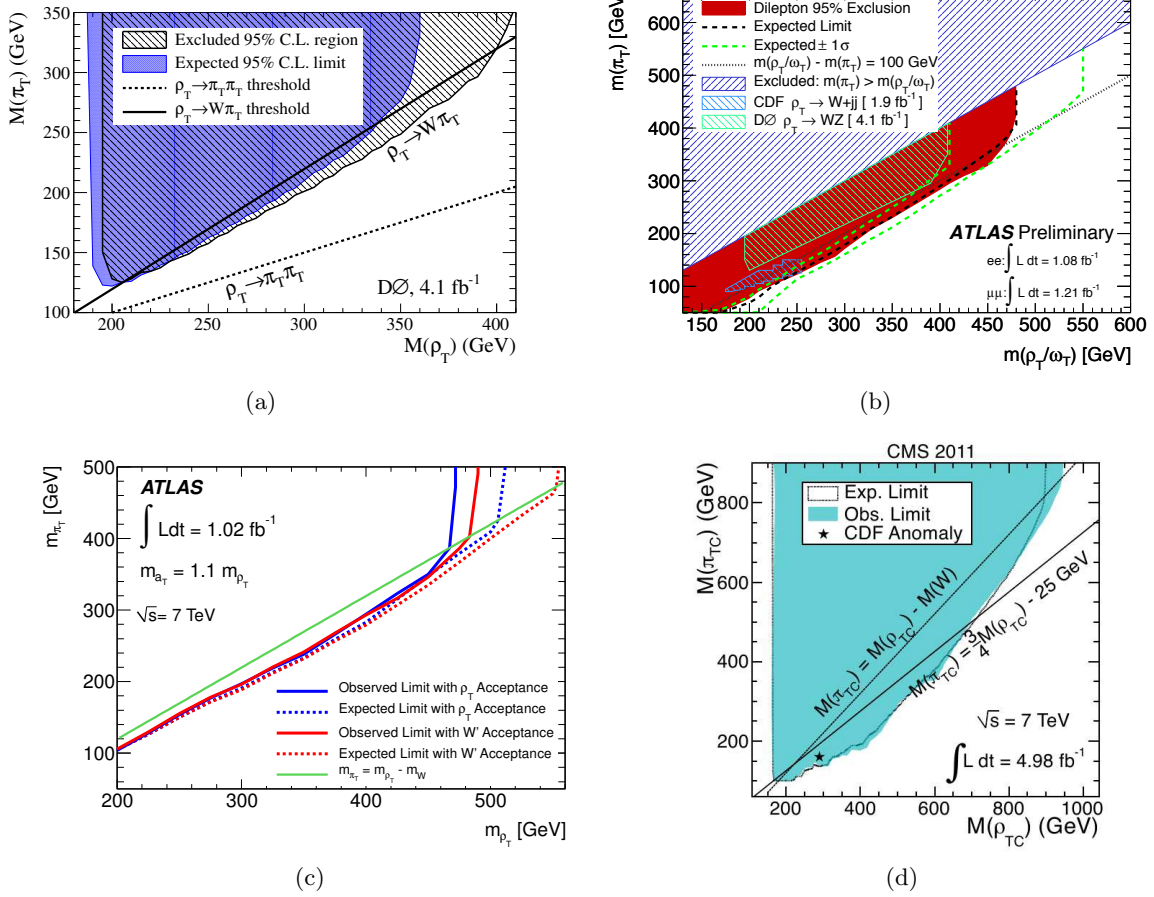 M(π_T) (GeV)
350
300
250
200
150
100
Excluded 95% C.L. region
Expected 95% C.L. limit
ρ_T→π_Tπ_T threshold
ρ_T→Wπ_T threshold
ρ_T→Wπ_T
ρ_T→π_Tπ_T
DØ, 4.1 fb⁻¹
200 250 300 350 400
M(ρ_T) (GeV)
(a)
m(π_T) [GeV]
600
500
400
300
200
100
Dilepton 95% Exclusion
Expected Limit
Expected ± 1σ
m(ρ_T/ω_T) - m(π_T) = 100 GeV
Excluded: m(π_T) > m(ρ_T/ω_T)
CDF ρ_T → W+jj [ 1.9 fb⁻¹]
DØ ρ_T → WZ [ 4.1 fb⁻¹]
ATLAS Preliminary
ee: ∫ L dt = 1.08 fb⁻¹
μμ: ∫ L dt = 1.21 fb⁻¹
150 200 250 300 350 400 450 500 550 600
m(ρ_T/ω_T) [GeV]
(b)
m_π_T [GeV]
500
400
300
200
100
ATLAS
∫ Ldt = 1.02 fb⁻¹
m_a_T = 1.1 m_ρ_T
√s = 7 TeV
Observed Limit with ρ_T Acceptance
Expected Limit with ρ_T Acceptance
Observed Limit with W' Acceptance
Expected Limit with W' Acceptance
m_π_T = m_ρ_T - m_W
200 300 400 500
m_ρ_T [GeV]
(c)
CMS 2011
M(π_TC) (GeV)
800
600
400
200
Exp. Limit
Obs. Limit
CDF Anomaly
M(π_TC) = M(ρ_TC) - M(W)
M(π_TC) = 3/4 M(ρ_TC) - 25 GeV
√s = 7 TeV
∫ L dt = 4.98 fb⁻¹
200 400 600 800 1000
M(ρ_TC) (GeV)
(d)